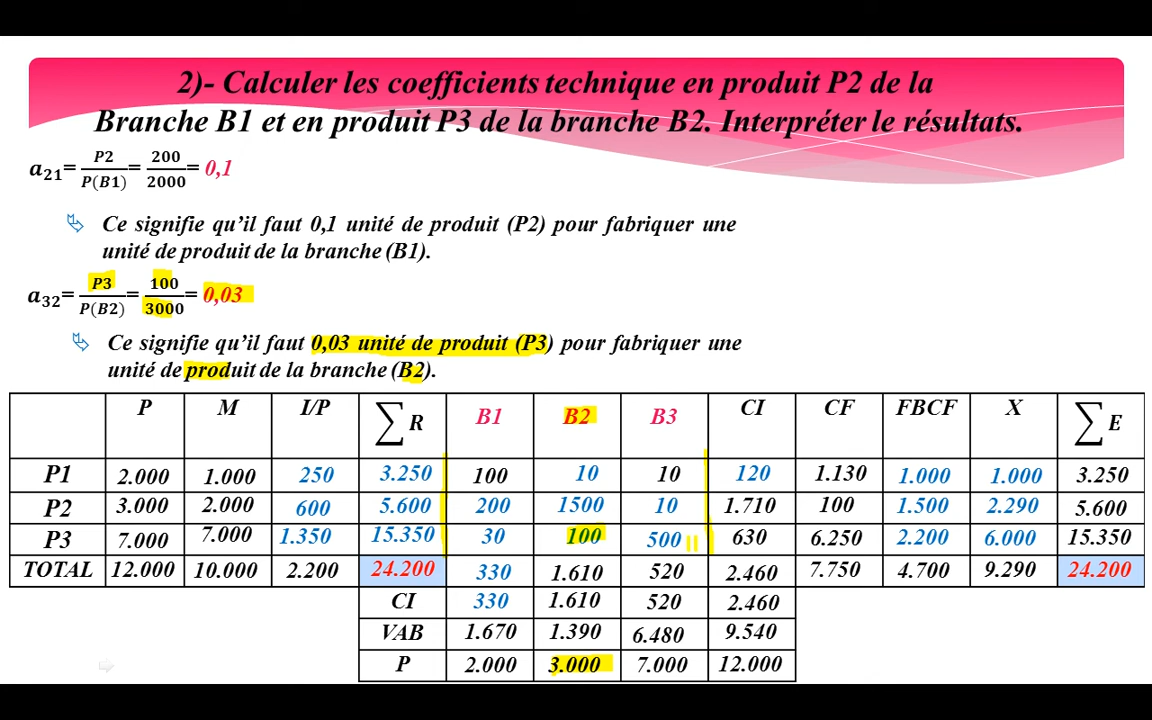 2)- Calculer les coefficients technique en produit P2 de la
Branche B1 et en produit P3 de la branche B2. Interpréter le résultats.
a21= P2/P(B1) = 200/2000 = 0,1
Ce signifie qu'il faut 0,1 unité de produit (P2) pour fabriquer une
unité de produit de la branche (B1).
a32= P3/P(B2) = 100/3000 = 0,03
Ce signifie qu'il faut 0,03 unité de produit (P3) pour fabriquer une
unité de produit de la branche (B2).
P M I/P ∑R B1 B2 B3 CI CF FBCF X ∑E
P1 2.000 1.000 250 3.250 100 10 10 120 1.130 1.000 1.000 3.250
P2 3.000 2.000 600 5.600 200 1500 10 1.710 100 1.500 2.290 5.600
P3 7.000 7.000 1.350 15.350 30 100 500 630 6.250 2.200 6.000 15.350
TOTAL 12.000 10.000 2.200 24.200 330 1.610 520 2.460 7.750 4.700 9.290 24.200
CI 330 1.610 520 2.460
VAB 1.670 1.390 6.480 9.540
P 2.000 3.000 7.000 12.000